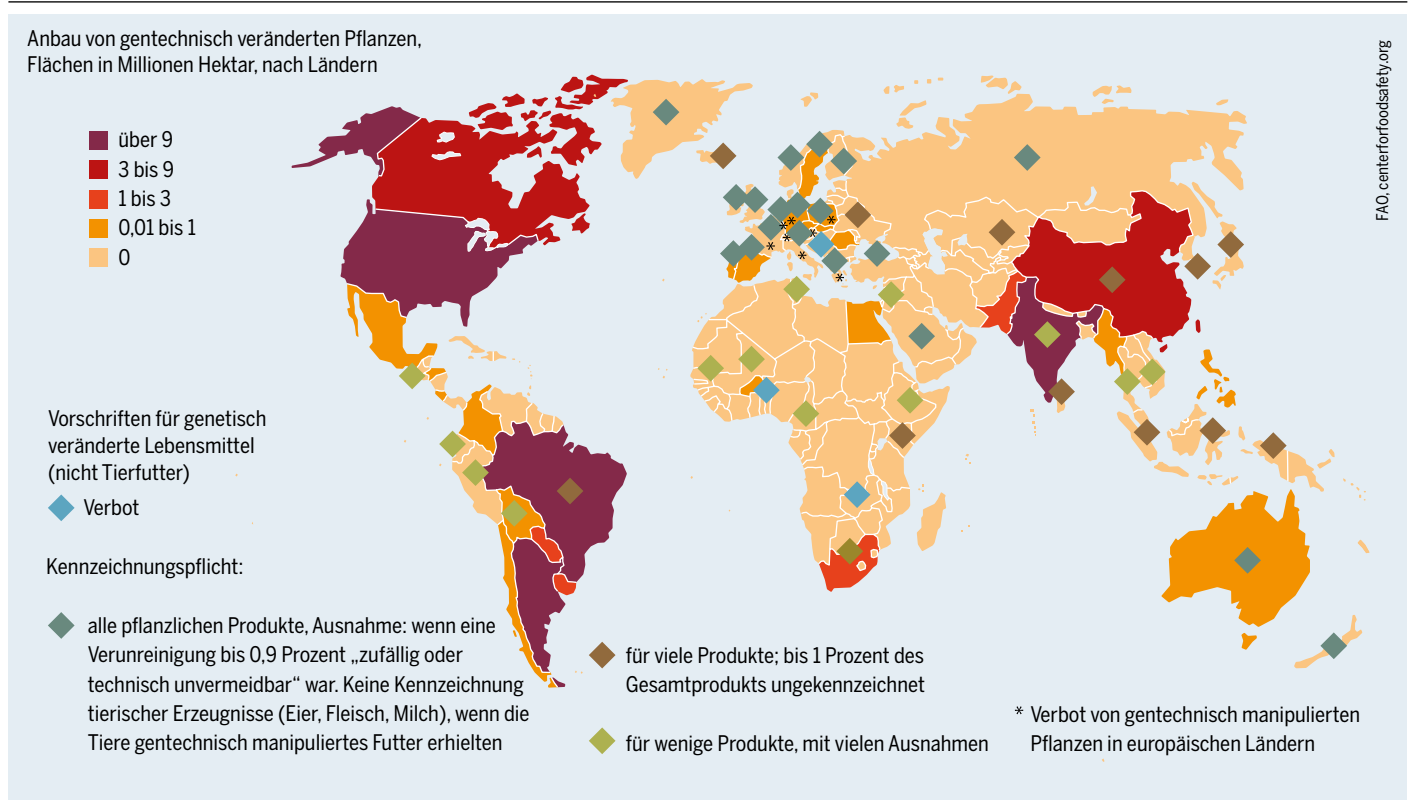 Anbau von gentechnisch veränderten Pflanzen,
Flächen in Millionen Hektar, nach Ländern
über 9
3 bis 9
1 bis 3
0,01 bis 1
0
FAO, centerforfoodsafety.org
Vorschriften für genetisch
veränderte Lebensmittel
(nicht Tierfutter)
Verbot
Kennzeichnungspflicht:
alle pflanzlichen Produkte, Ausnahme: wenn eine
Verunreinigung bis 0,9 Prozent „zufällig oder
technisch unvermeidbar“ war. Keine Kennzeichnung
tierischer Erzeugnisse (Eier, Fleisch, Milch), wenn die
Tiere gentechnisch manipuliertes Futter erhielten
für viele Produkte; bis 1 Prozent des
Gesamtprodukts ungekennzeichnet
für wenige Produkte, mit vielen Ausnahmen
* Verbot von gentechnisch manipulierten
Pflanzen in europäischen Ländern